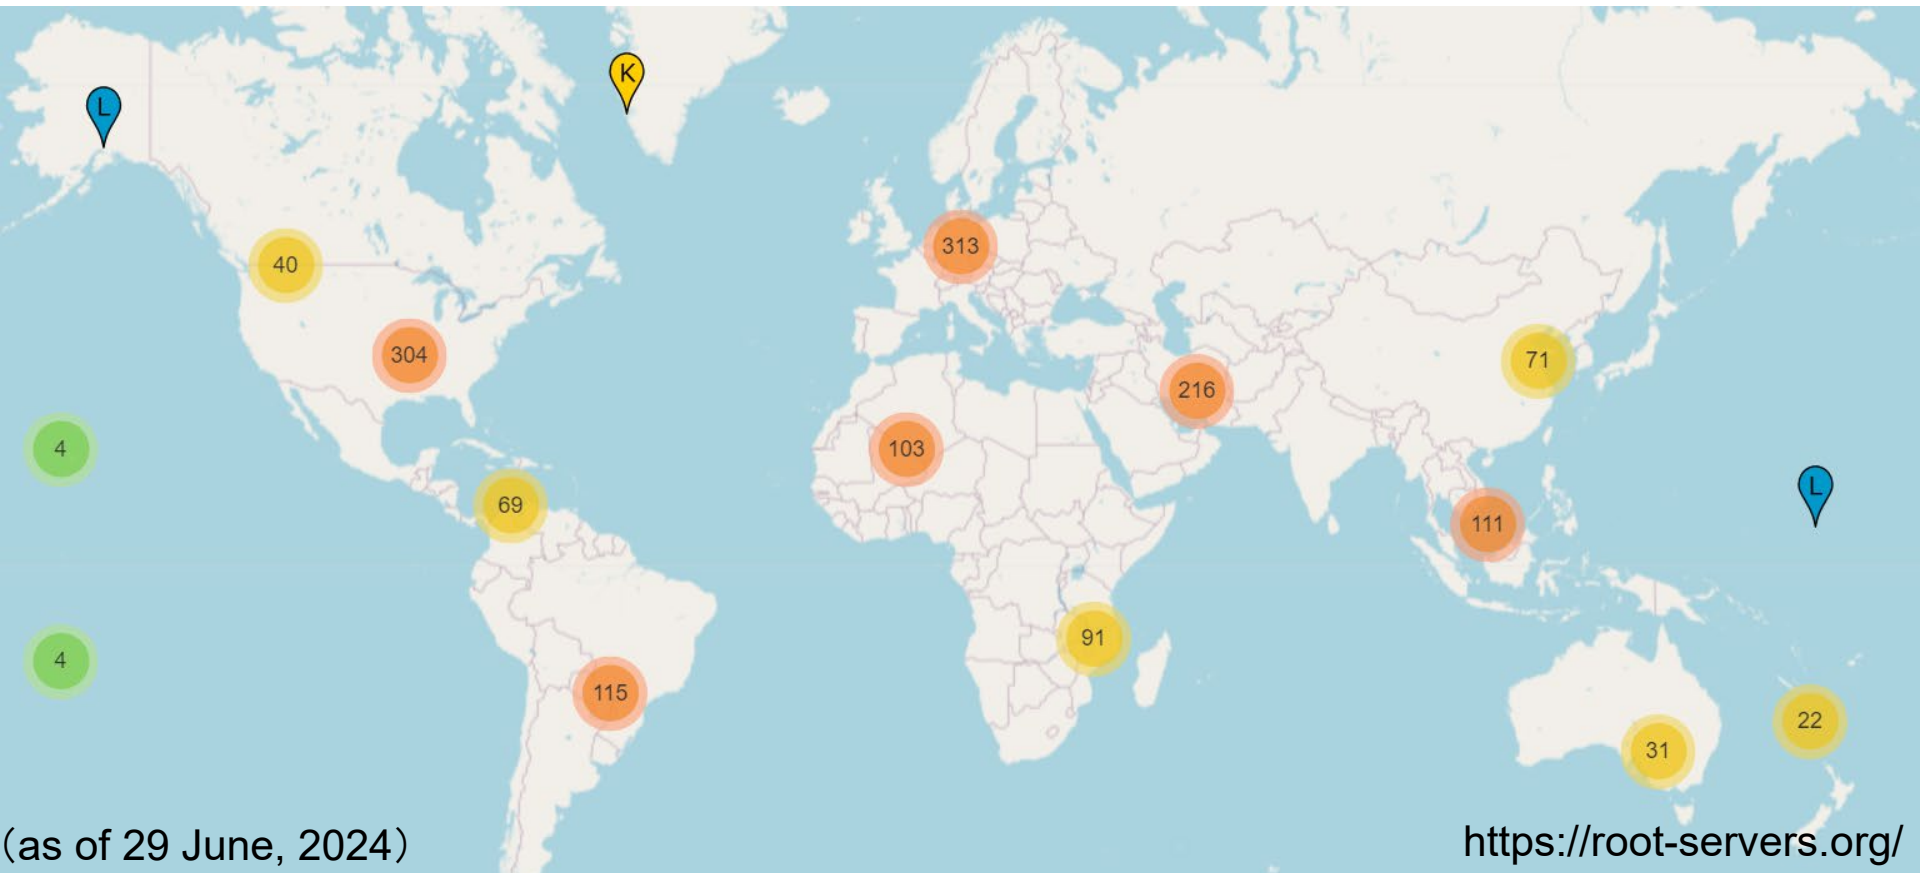 K
L
313
40
304
71
216
4
103
L
69
111
91
4
115
22
31
（as of 29 June, 2024）
https://root-servers.org/